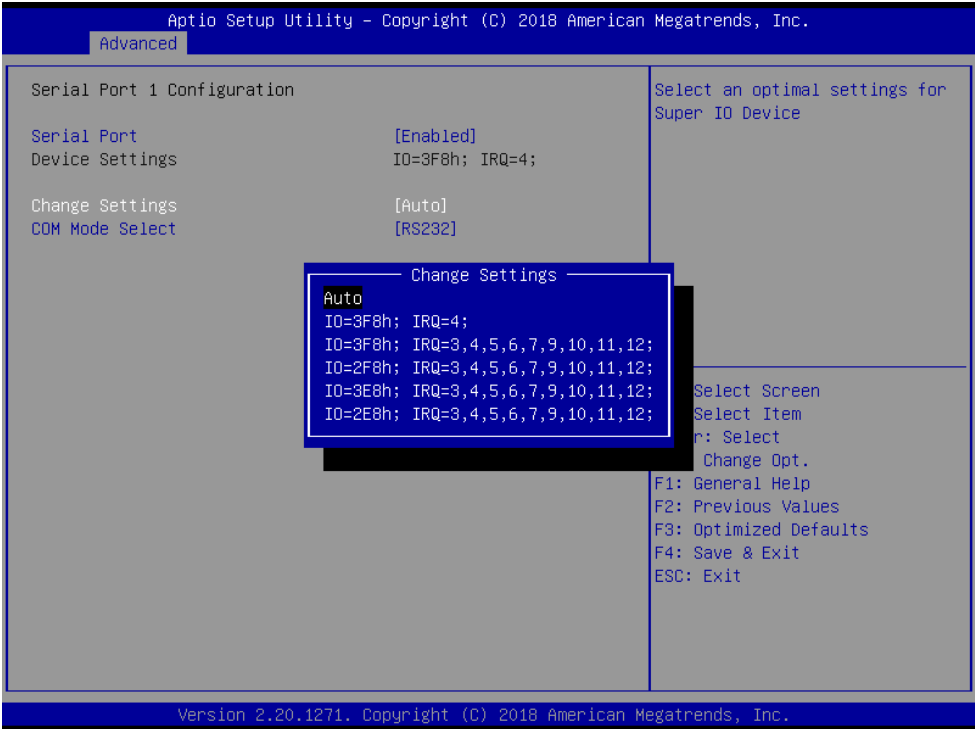 Aptio Setup Utility – Copyright (C) 2018 American Megatrends, Inc.
Advanced
Serial Port 1 Configuration
Serial Port [Enabled]
Device Settings IO=3F8h; IRQ=4;
Change Settings [Auto]
COM Mode Select [RS232]
Select an optimal settings for
Super IO Device
Change Settings
Auto
IO=3F8h; IRQ=4;
IO=3F8h; IRQ=3,4,5,6,7,9,10,11,12;
IO=2F8h; IRQ=3,4,5,6,7,9,10,11,12;
IO=3E8h; IRQ=3,4,5,6,7,9,10,11,12;
IO=2E8h; IRQ=3,4,5,6,7,9,10,11,12;
Select Screen
Select Item
r: Select
Change Opt.
F1: General Help
F2: Previous Values
F3: Optimized Defaults
F4: Save & Exit
ESC: Exit
Version 2.20.1271. Copyright (C) 2018 American Megatrends, Inc.